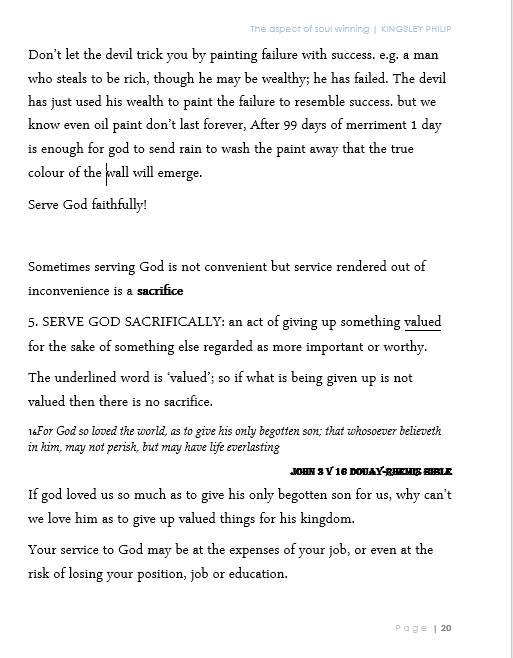 The aspect of soul winning | KINGSLEY PHILIP
Don't let the devil trick you by painting failure with success. e.g. a man
who steals to be rich, though he may be wealthy; he has failed. The devil
has just used his wealth to paint the failure to resemble success. but we
know even oil paint don't last forever, After 99 days of merriment 1 day
is enough for god to send rain to wash the paint away that the true
colour of the wall will emerge.
Serve God faithfully!
Sometimes serving God is not convenient but service rendered out of
inconvenience is a sacrifice
5. SERVE GOD SACRIFICALLY: an act of giving up something valued
for the sake of something else regarded as more important or worthy.
The underlined word is 'valued'; so if what is being given up is not
valued then there is no sacrifice.
16For God so loved the world, as to give his only begotten son; that whosoever believeth
in him, may not perish, but may have life everlasting
JOHN 3 V 16 DOUAY-RHEMIS BIBLE
If god loved us so much as to give his only begotten son for us, why can't
we love him as to give up valued things for his kingdom.
Your service to God may be at the expenses of your job, or even at the
risk of losing your position, job or education.
Page | 20